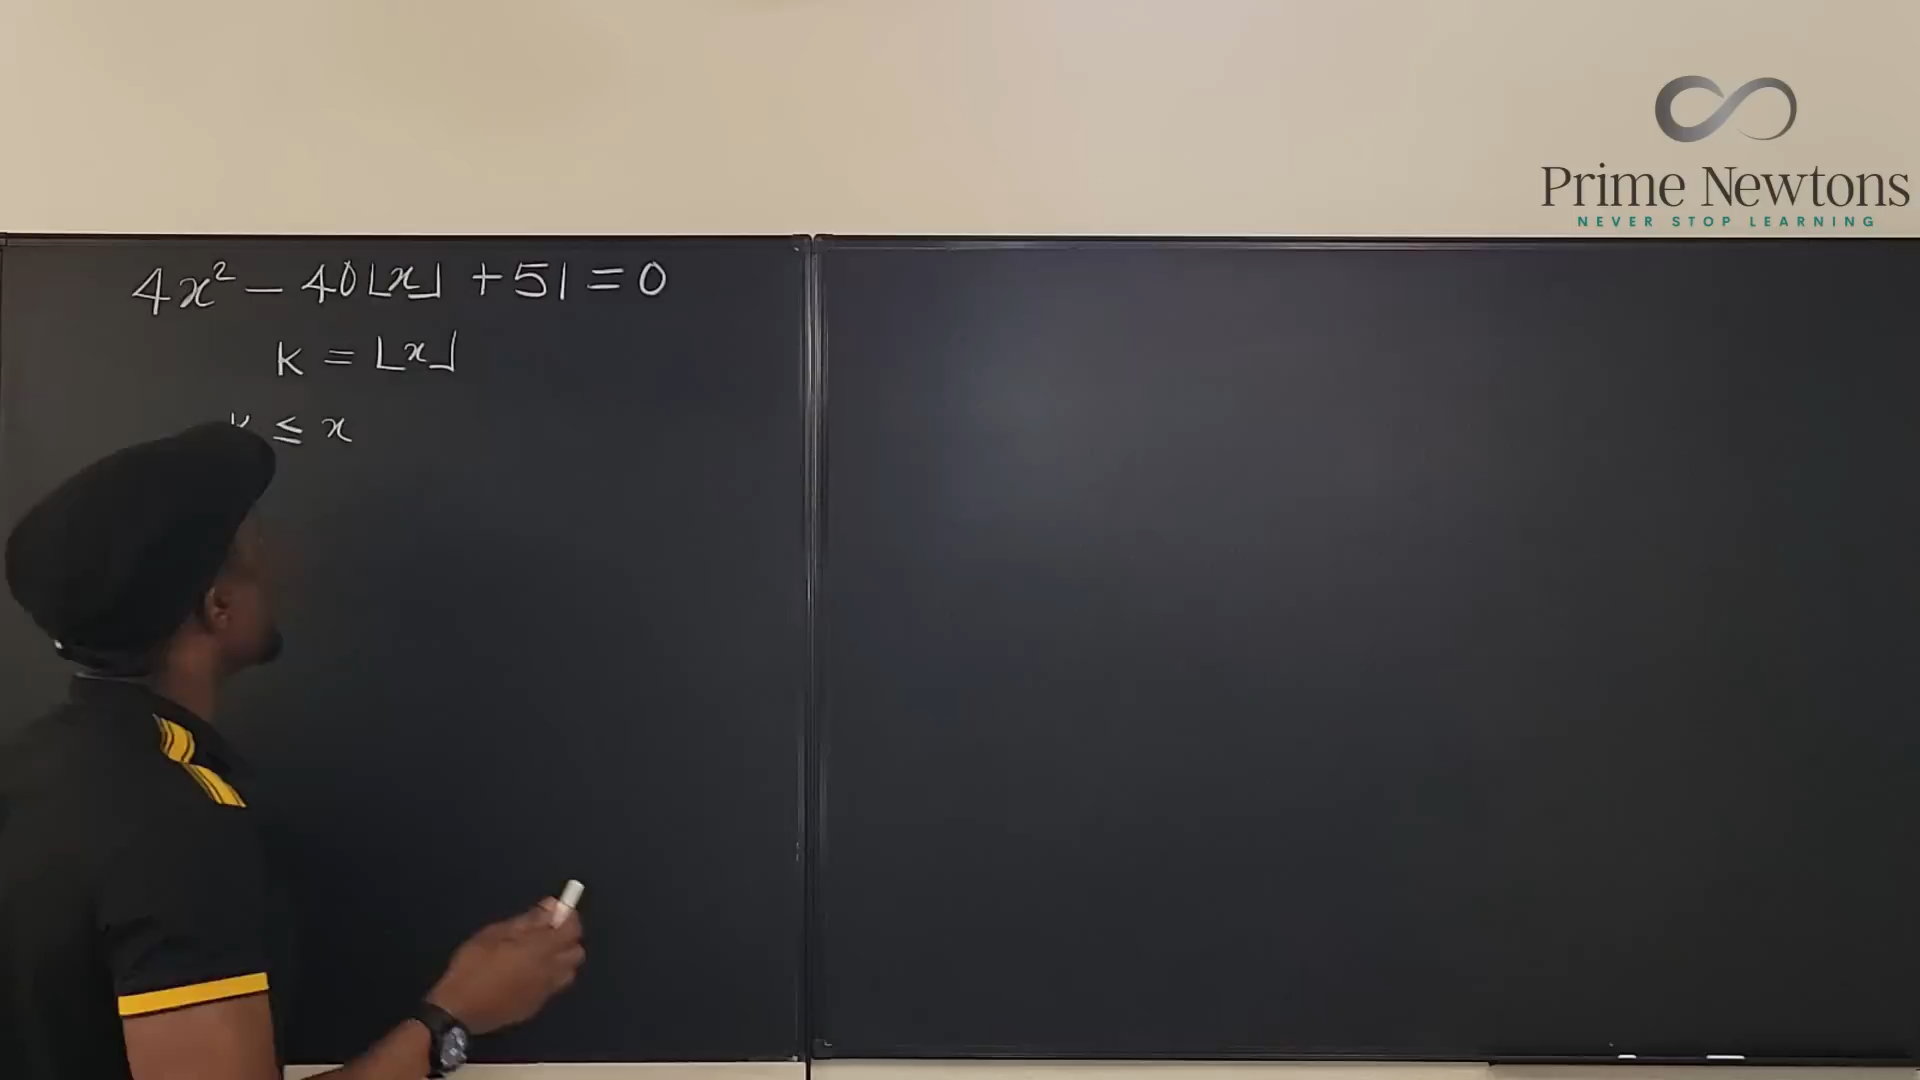 4x² − 40⌊x⌋ + 51 = 0
k = ⌊x⌋
k ≤ x
Prime Newtons
NEVER STOP LEARNING